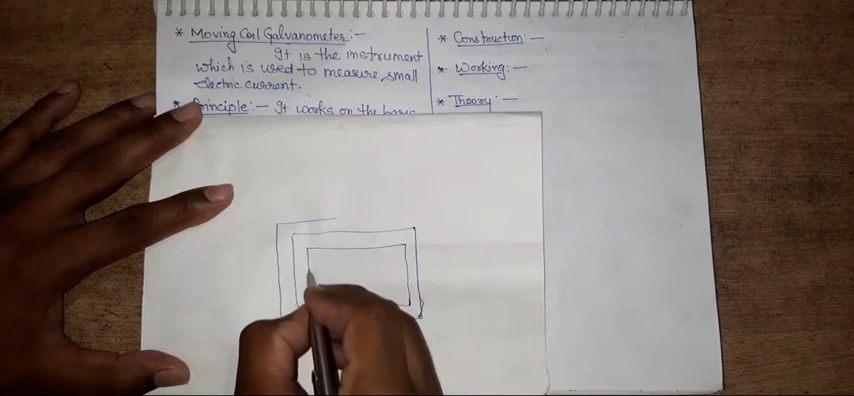 * Moving Coil Galvanometer :-
It is the instrument
which is used to measure small
electric current.
* Principle :- It works on the basic
* Construction :-
* Working :-
* Theory :-